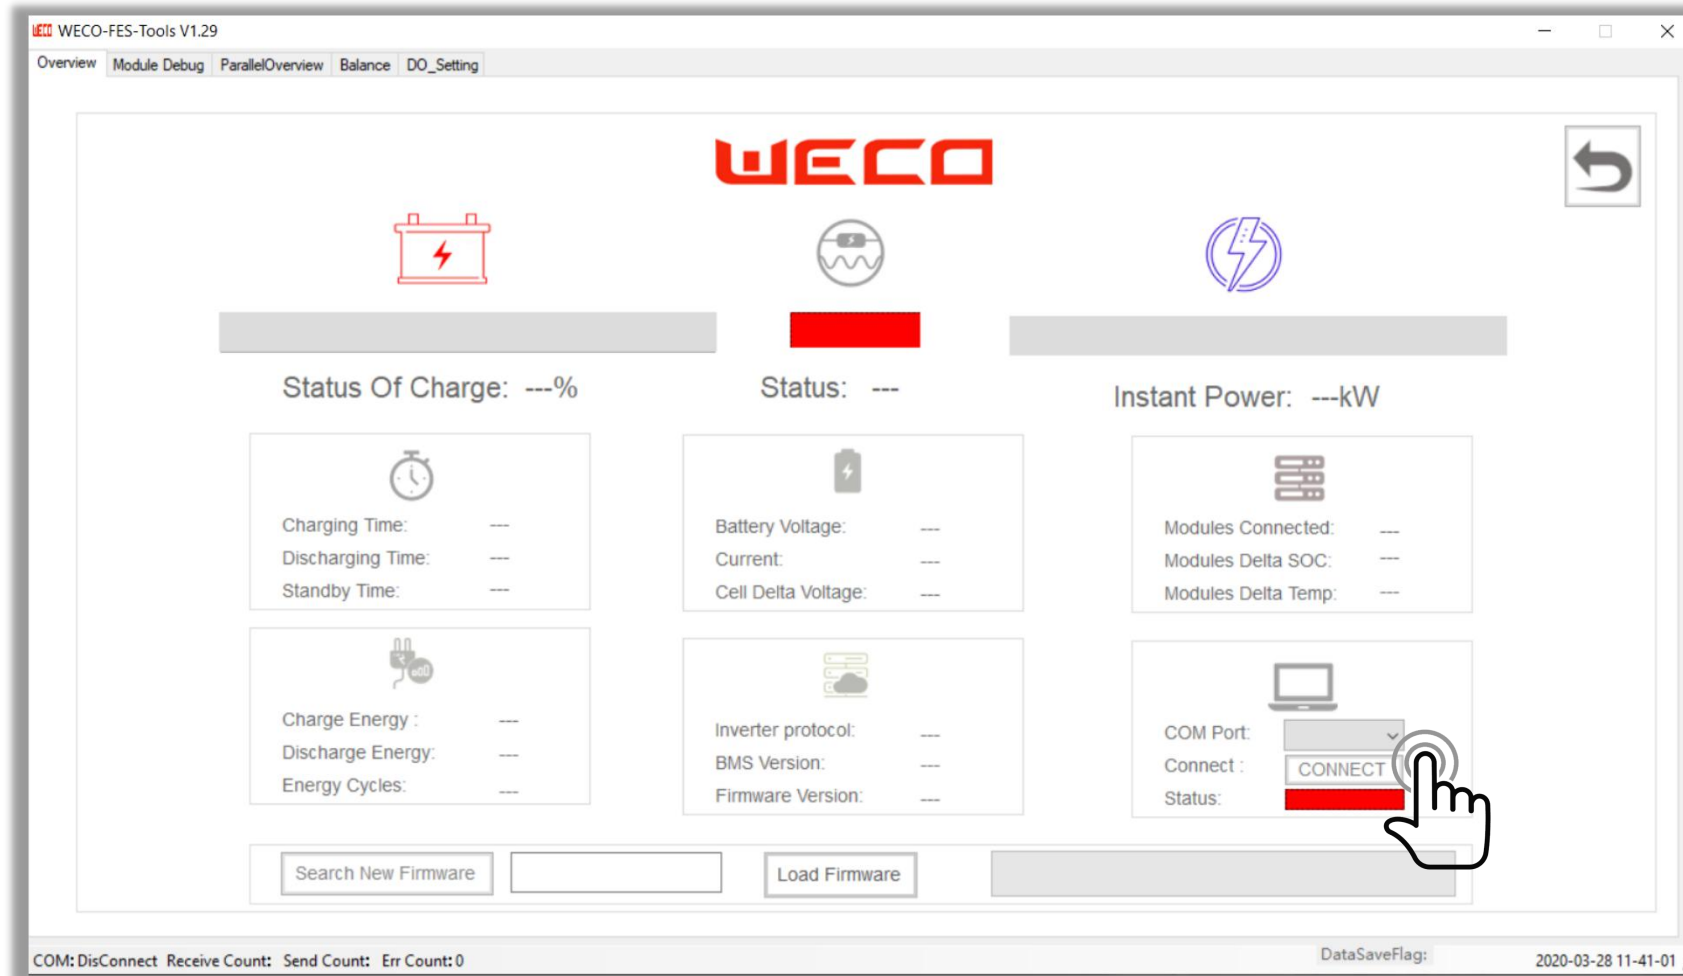 WECO WECO-FES-Tools V1.29
Overview Module Debug ParallelOverview Balance DO_Setting
WECO
Status Of Charge: ---%
Status: ---
Instant Power: ---kW
Charging Time: ---
Discharging Time: ---
Standby Time: ---
Battery Voltage: ---
Current: ---
Cell Delta Voltage: ---
Modules Connected: ---
Modules Delta SOC: ---
Modules Delta Temp: ---
eco
Charge Energy : ---
Discharge Energy: ---
Energy Cycles: ---
Inverter protocol: ---
BMS Version: ---
Firmware Version: ---
COM Port:
Connect : CONNECT
Status:
Search New Firmware Load Firmware
COM: DisConnect Receive Count: Send Count: Err Count: 0 DataSaveFlag: 2020-03-28 11-41-01